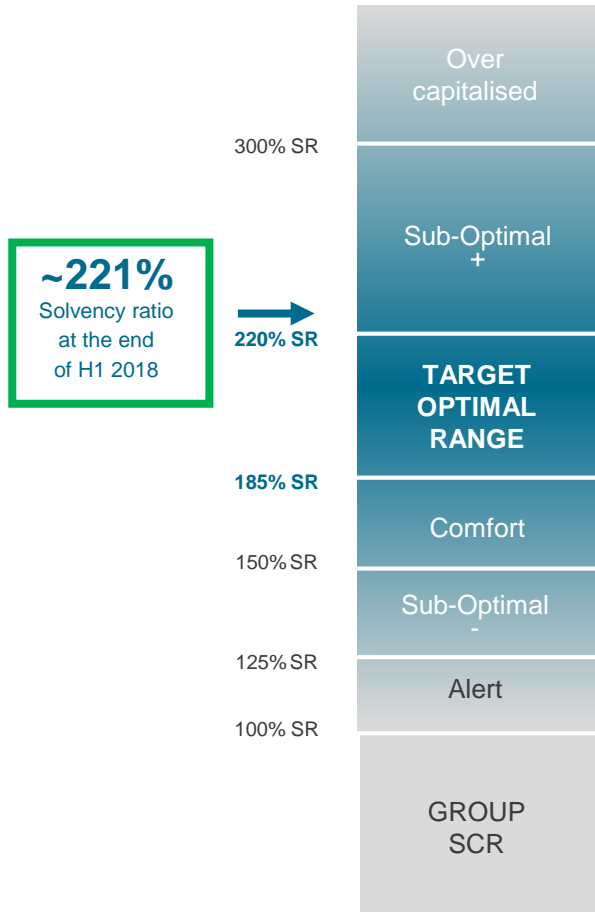 Over
capitalised
300% SR
Sub-Optimal
+
~221%
Solvency ratio
at the end
of H1 2018
220% SR
TARGET
OPTIMAL
RANGE
185% SR
Comfort
150% SR
Sub-Optimal
-
125% SR
Alert
100% SR
GROUP
SCR